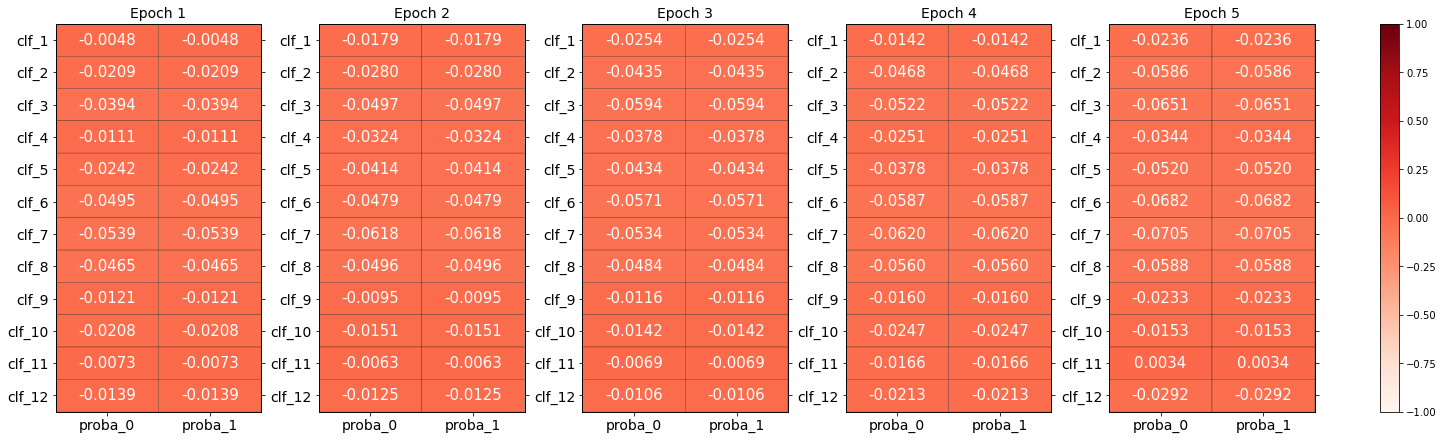 Epoch 1 Epoch 2 Epoch 3 Epoch 4 Epoch 5
clf_1 -0.0048 -0.0048 clf_1 -0.0179 -0.0179 clf_1 -0.0254 -0.0254 clf_1 -0.0142 -0.0142 clf_1 -0.0236 -0.0236 1.00
clf_2 -0.0209 -0.0209 clf_2 -0.0280 -0.0280 clf_2 -0.0435 -0.0435 clf_2 -0.0468 -0.0468 clf_2 -0.0586 -0.0586 0.75
clf_3 -0.0394 -0.0394 clf_3 -0.0497 -0.0497 clf_3 -0.0594 -0.0594 clf_3 -0.0522 -0.0522 clf_3 -0.0651 -0.0651
clf_4 -0.0111 -0.0111 clf_4 -0.0324 -0.0324 clf_4 -0.0378 -0.0378 clf_4 -0.0251 -0.0251 clf_4 -0.0344 -0.0344 0.50
clf_5 -0.0242 -0.0242 clf_5 -0.0414 -0.0414 clf_5 -0.0434 -0.0434 clf_5 -0.0378 -0.0378 clf_5 -0.0520 -0.0520 0.25
clf_6 -0.0495 -0.0495 clf_6 -0.0479 -0.0479 clf_6 -0.0571 -0.0571 clf_6 -0.0587 -0.0587 clf_6 -0.0682 -0.0682 0.00
clf_7 -0.0539 -0.0539 clf_7 -0.0618 -0.0618 clf_7 -0.0534 -0.0534 clf_7 -0.0620 -0.0620 clf_7 -0.0705 -0.0705
clf_8 -0.0465 -0.0465 clf_8 -0.0496 -0.0496 clf_8 -0.0484 -0.0484 clf_8 -0.0560 -0.0560 clf_8 -0.0588 -0.0588 −0.25
clf_9 -0.0121 -0.0121 clf_9 -0.0095 -0.0095 clf_9 -0.0116 -0.0116 clf_9 -0.0160 -0.0160 clf_9 -0.0233 -0.0233 −0.50
clf_10 -0.0208 -0.0208 clf_10 -0.0151 -0.0151 clf_10 -0.0142 -0.0142 clf_10 -0.0247 -0.0247 clf_10 -0.0153 -0.0153
clf_11 -0.0073 -0.0073 clf_11 -0.0063 -0.0063 clf_11 -0.0069 -0.0069 clf_11 -0.0166 -0.0166 clf_11 0.0034 0.0034 −0.75
clf_12 -0.0139 -0.0139 clf_12 -0.0125 -0.0125 clf_12 -0.0106 -0.0106 clf_12 -0.0213 -0.0213 clf_12 -0.0292 -0.0292 −1.00
proba_0 proba_1 proba_0 proba_1 proba_0 proba_1 proba_0 proba_1 proba_0 proba_1